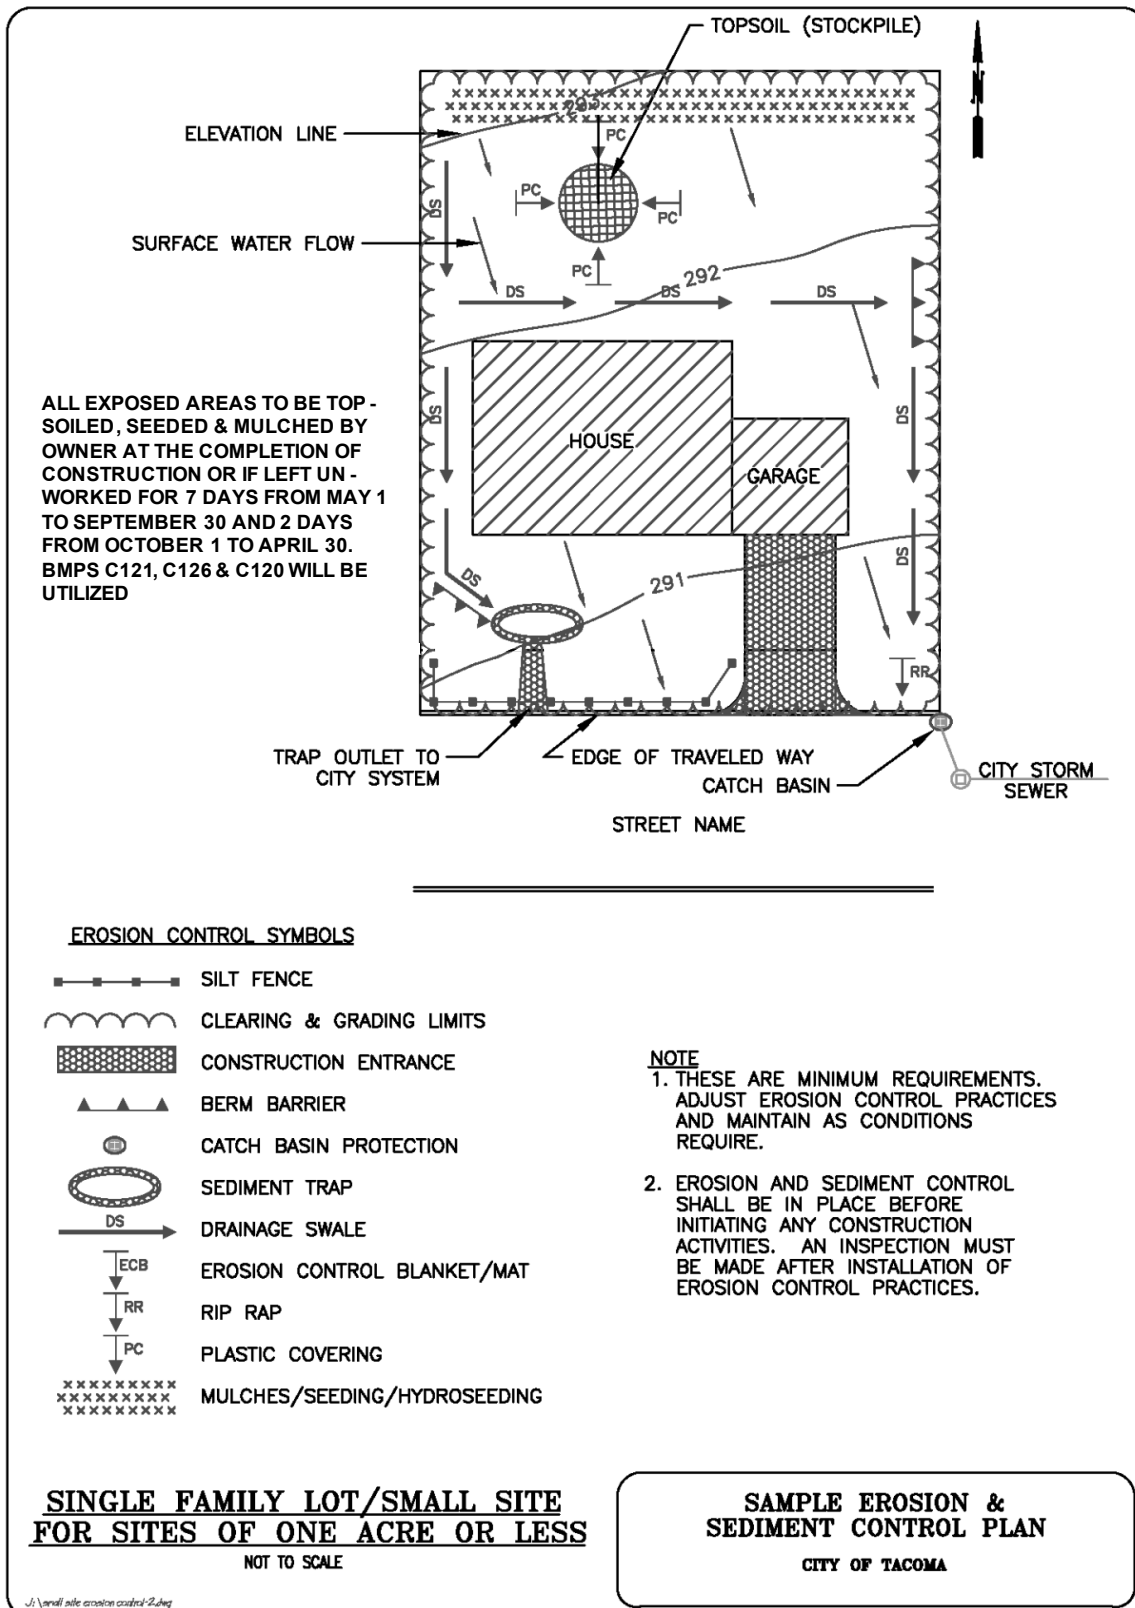 TOPSOIL (STOCKPILE)
N
293
ELEVATION LINE
PC
PC
PC
DS
SURFACE WATER FLOW
PC
292
DS
DS
DS
ALL EXPOSED AREAS TO BE TOP -
SOILED, SEEDED & MULCHED BY
OWNER AT THE COMPLETION OF
CONSTRUCTION OR IF LEFT UN -
WORKED FOR 7 DAYS FROM MAY 1
TO SEPTEMBER 30 AND 2 DAYS
FROM OCTOBER 1 TO APRIL 30.
BMPS C121, C126 & C120 WILL BE
UTILIZED
DS
DS
HOUSE
GARAGE
DS
DS
291
RR
TRAP OUTLET TO
CITY SYSTEM
EDGE OF TRAVELED WAY
CATCH BASIN
CITY STORM
SEWER
STREET NAME
EROSION CONTROL SYMBOLS
SILT FENCE
CLEARING & GRADING LIMITS
CONSTRUCTION ENTRANCE
BERM BARRIER
CATCH BASIN PROTECTION
SEDIMENT TRAP
DS
DRAINAGE SWALE
ECB
EROSION CONTROL BLANKET/MAT
RR
RIP RAP
PC
PLASTIC COVERING
MULCHES/SEEDING/HYDROSEEDING
NOTE
1. THESE ARE MINIMUM REQUIREMENTS.
ADJUST EROSION CONTROL PRACTICES
AND MAINTAIN AS CONDITIONS
REQUIRE.
2. EROSION AND SEDIMENT CONTROL
SHALL BE IN PLACE BEFORE
INITIATING ANY CONSTRUCTION
ACTIVITIES. AN INSPECTION MUST
BE MADE AFTER INSTALLATION OF
EROSION CONTROL PRACTICES.
SINGLE FAMILY LOT/SMALL SITE
FOR SITES OF ONE ACRE OR LESS
NOT TO SCALE
SAMPLE EROSION &
SEDIMENT CONTROL PLAN
CITY OF TACOMA
J:\small site erosion control-2.dwg